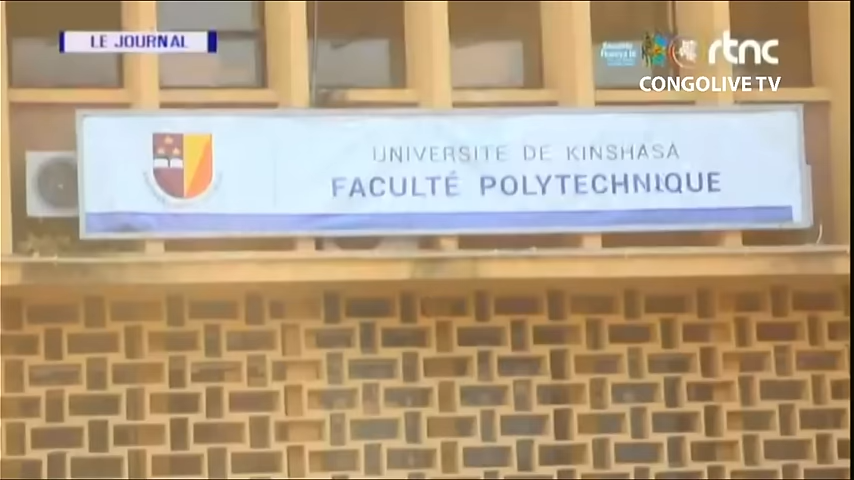 LE JOURNAL
rtnc
CONGOLIVE TV
UNIVERSITE DE KINSHASA
FACULTÉ POLYTECHNIQUE